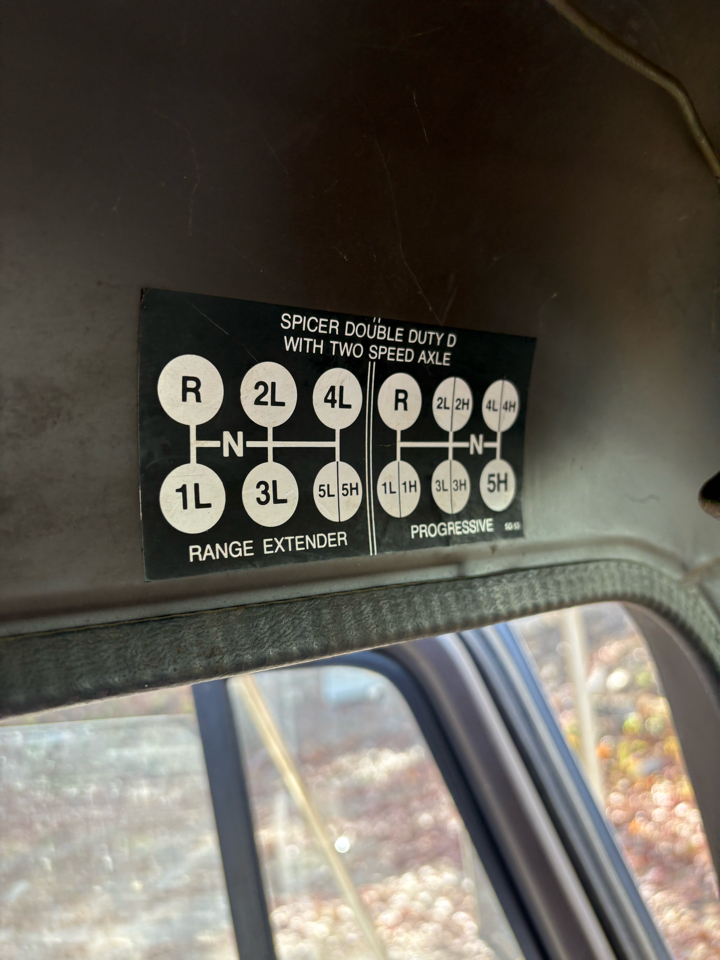 SPICER DOUBLE DUTY D
WITH TWO SPEED AXLE
R 2L 4L
N
1L 3L 5L 5H
RANGE EXTENDER
R 2L 2H 4L 4H
N
1L 1H 3L 3H 5H
PROGRESSIVE